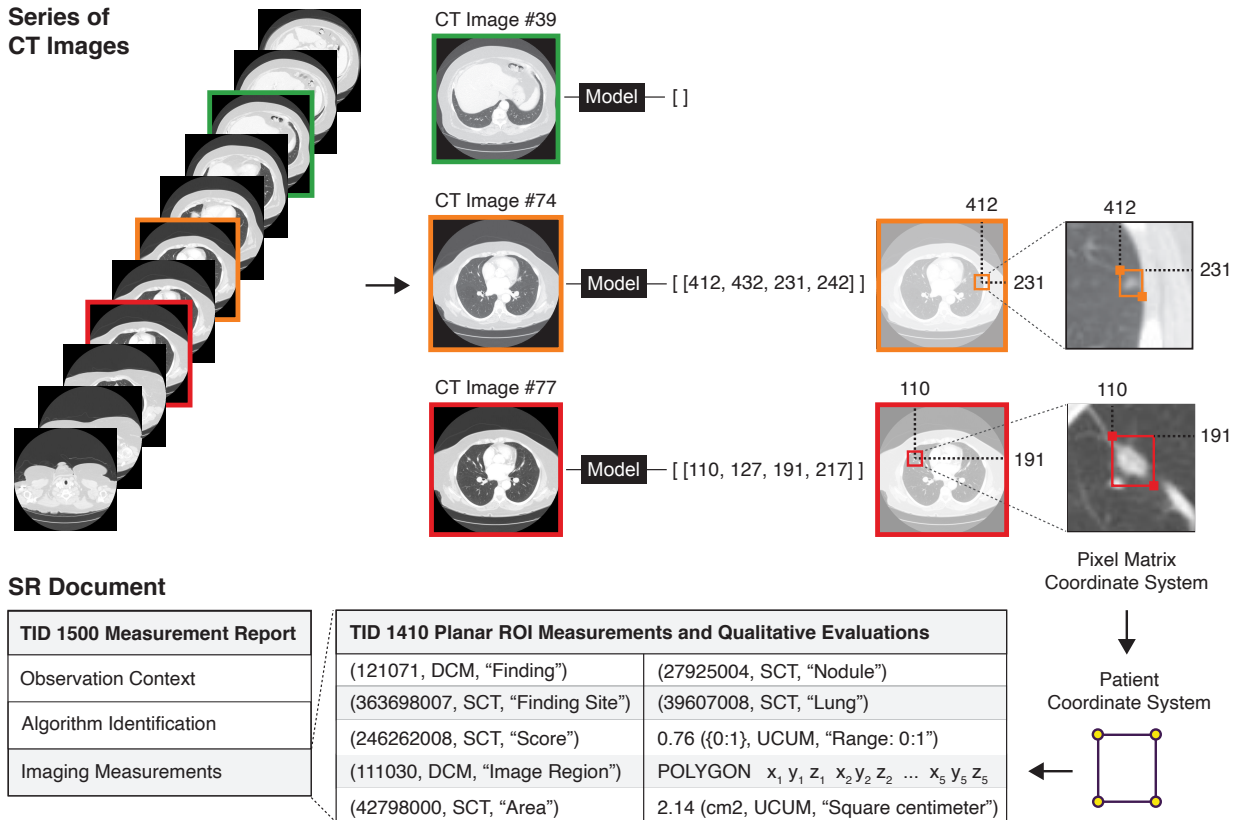 Series of
CT Images
CT Image #39
Model
[ ]
CT Image #74
Model
[ [412, 432, 231, 242] ]
412
231
412
231
CT Image #77
Model
[ [110, 127, 191, 217] ]
110
191
110
191
Pixel Matrix
Coordinate System
Patient
Coordinate System
SR Document
TID 1500 Measurement Report
Observation Context
Algorithm Identification
Imaging Measurements
TID 1410 Planar ROI Measurements and Qualitative Evaluations
(121071, DCM, “Finding”) (27925004, SCT, “Nodule”)
(363698007, SCT, “Finding Site”) (39607008, SCT, “Lung”)
(246262008, SCT, “Score”) 0.76 ({0:1}, UCUM, “Range: 0:1”)
(111030, DCM, “Image Region”) POLYGON x₁ y₁ z₁ x₂ y₂ z₂ ... x₅ y₅ z₅
(42798000, SCT, “Area”) 2.14 (cm2, UCUM, “Square centimeter”)